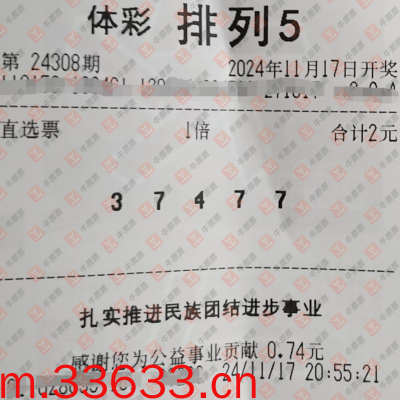 体彩 排列5
第 24308期 2024年11月17日开奖
直选票 1倍 合计2元
3 7 4 7 7
扎实推进民族团结进步事业
感谢您为公益事业贡献 0.74元
24/11/17 20:55:21
m.33633.cn